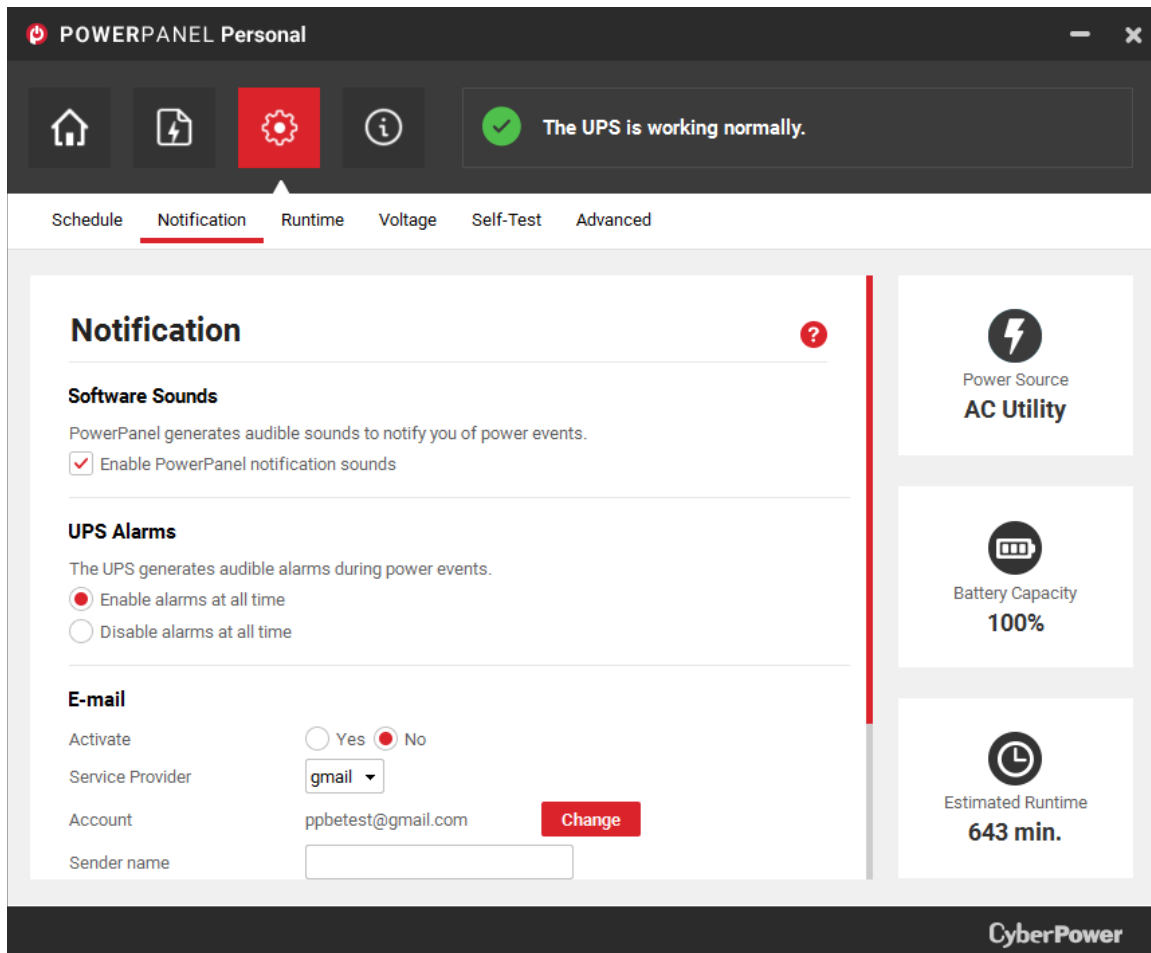 POWERPANEL Personal
The UPS is working normally.
Schedule Notification Runtime Voltage Self-Test Advanced
Notification
?
Software Sounds
PowerPanel generates audible sounds to notify you of power events.
Enable PowerPanel notification sounds
UPS Alarms
The UPS generates audible alarms during power events.
Enable alarms at all time
Disable alarms at all time
E-mail
Activate Yes No
Service Provider gmail
Account ppbetest@gmail.com Change
Sender name
Power Source
AC Utility
Battery Capacity
100%
Estimated Runtime
643 min.
CyberPower